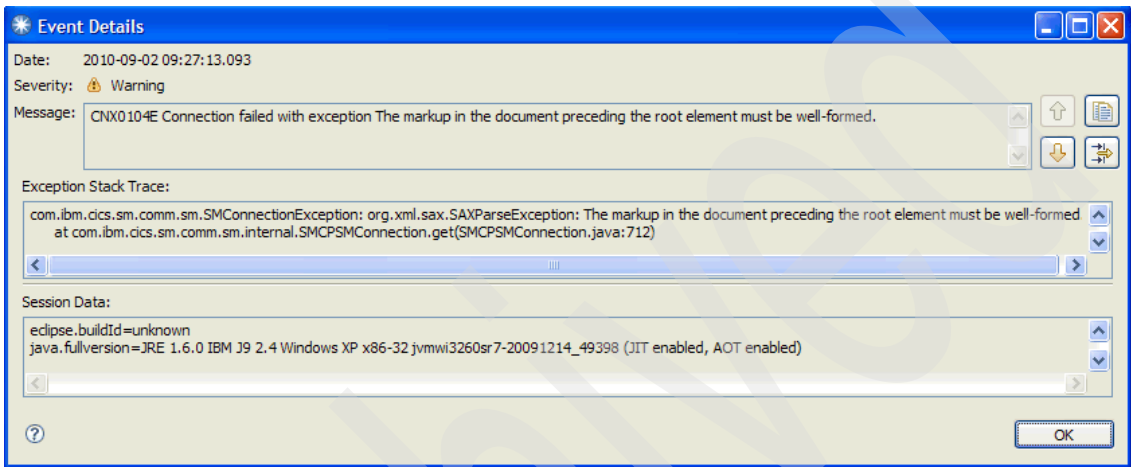 Event Details
Date: 2010-09-02 09:27:13.093
Severity: Warning
Message: CNX0104E Connection failed with exception The markup in the document preceding the root element must be well-formed.
Exception Stack Trace:
com.ibm.cics.sm.comm.sm.SMConnectionException: org.xml.sax.SAXParseException: The markup in the document preceding the root element must be well-formed
at com.ibm.cics.sm.comm.sm.internal.SMCPSMConnection.get(SMCPSMConnection.java:712)
Session Data:
eclipse.buildId=unknown
java.fullversion=JRE 1.6.0 IBM J9 2.4 Windows XP x86-32 jvmwi3260sr7-20091214_49398 (JIT enabled, AOT enabled)
OK